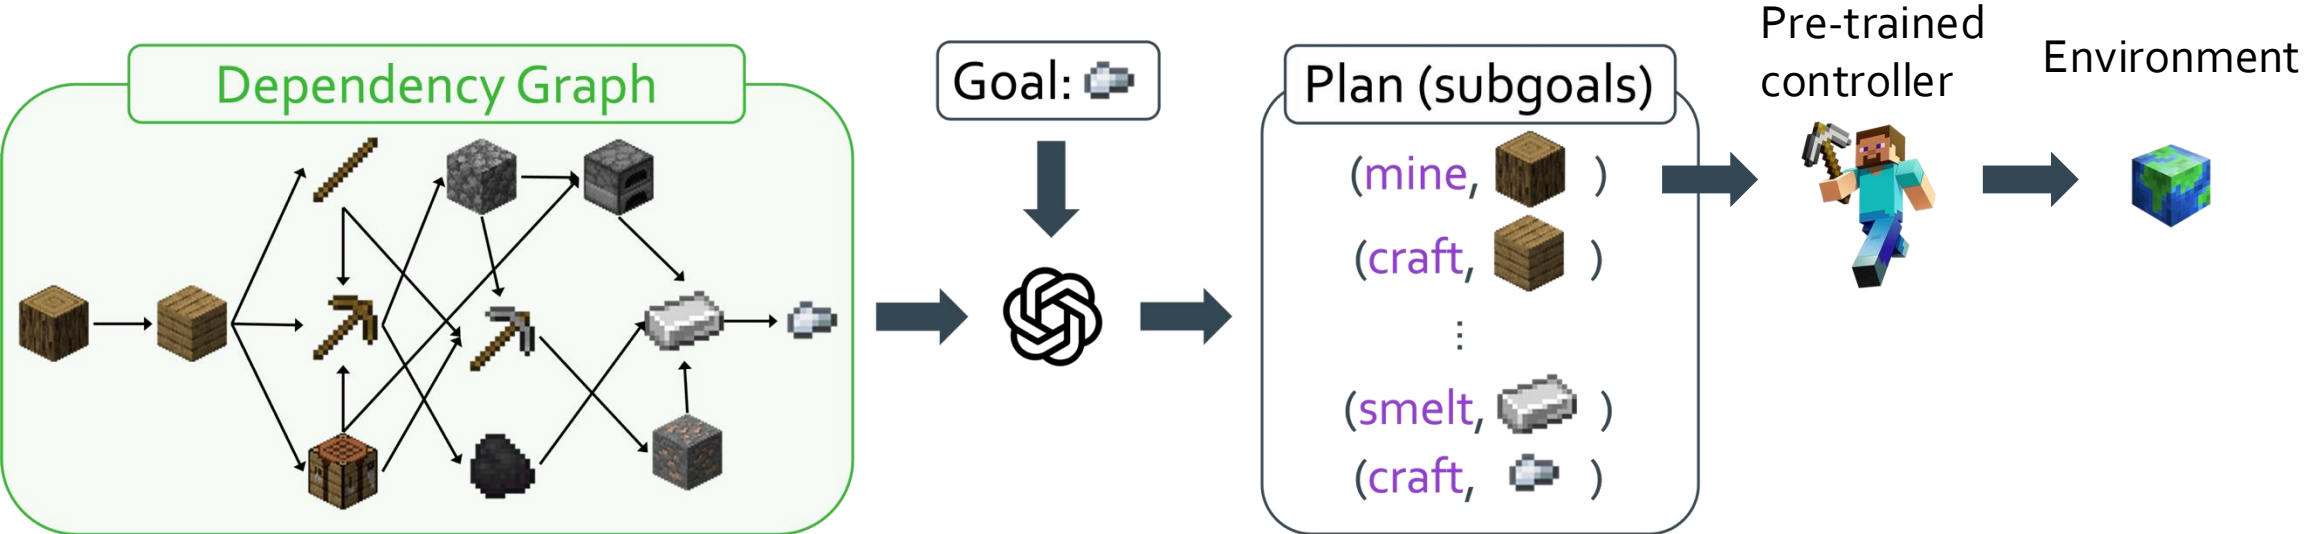 Dependency Graph
Goal:
Plan (subgoals)
(mine, )
(craft, )
⋮
(smelt, )
(craft, )
Pre-trained
controller
Environment